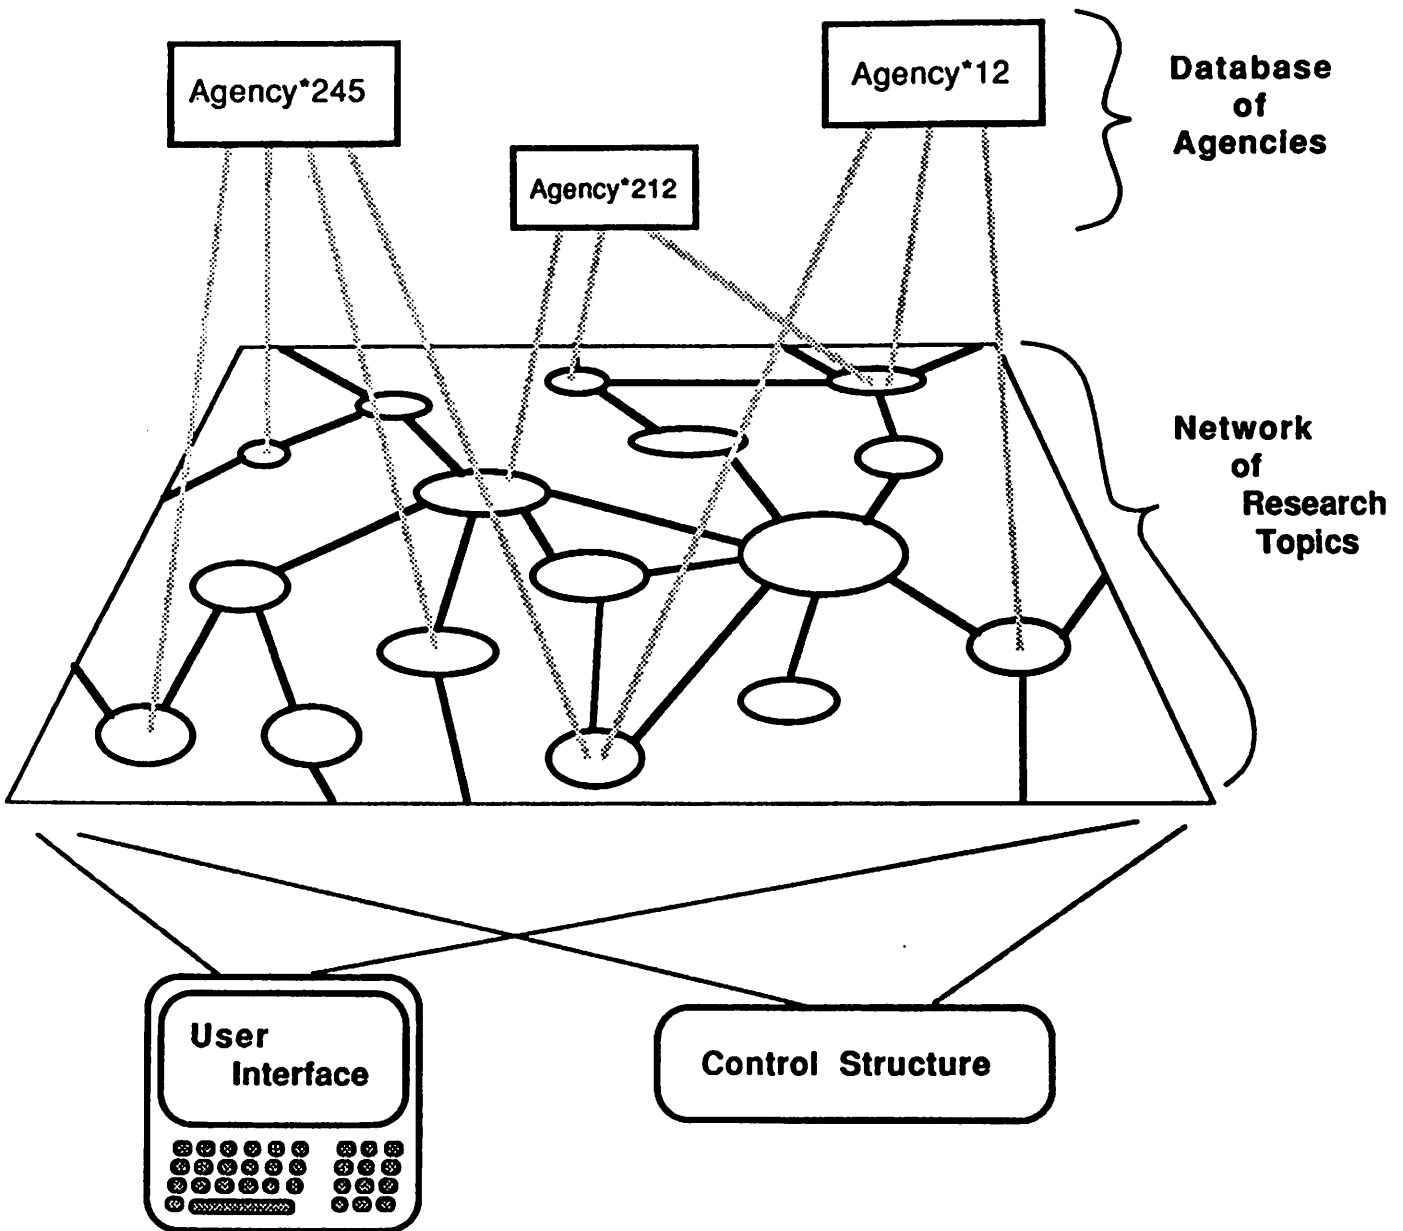 Agency*245
Agency*12
Agency*212
Database
of
Agencies
Network
of
Research
Topics
User
Interface
Control Structure